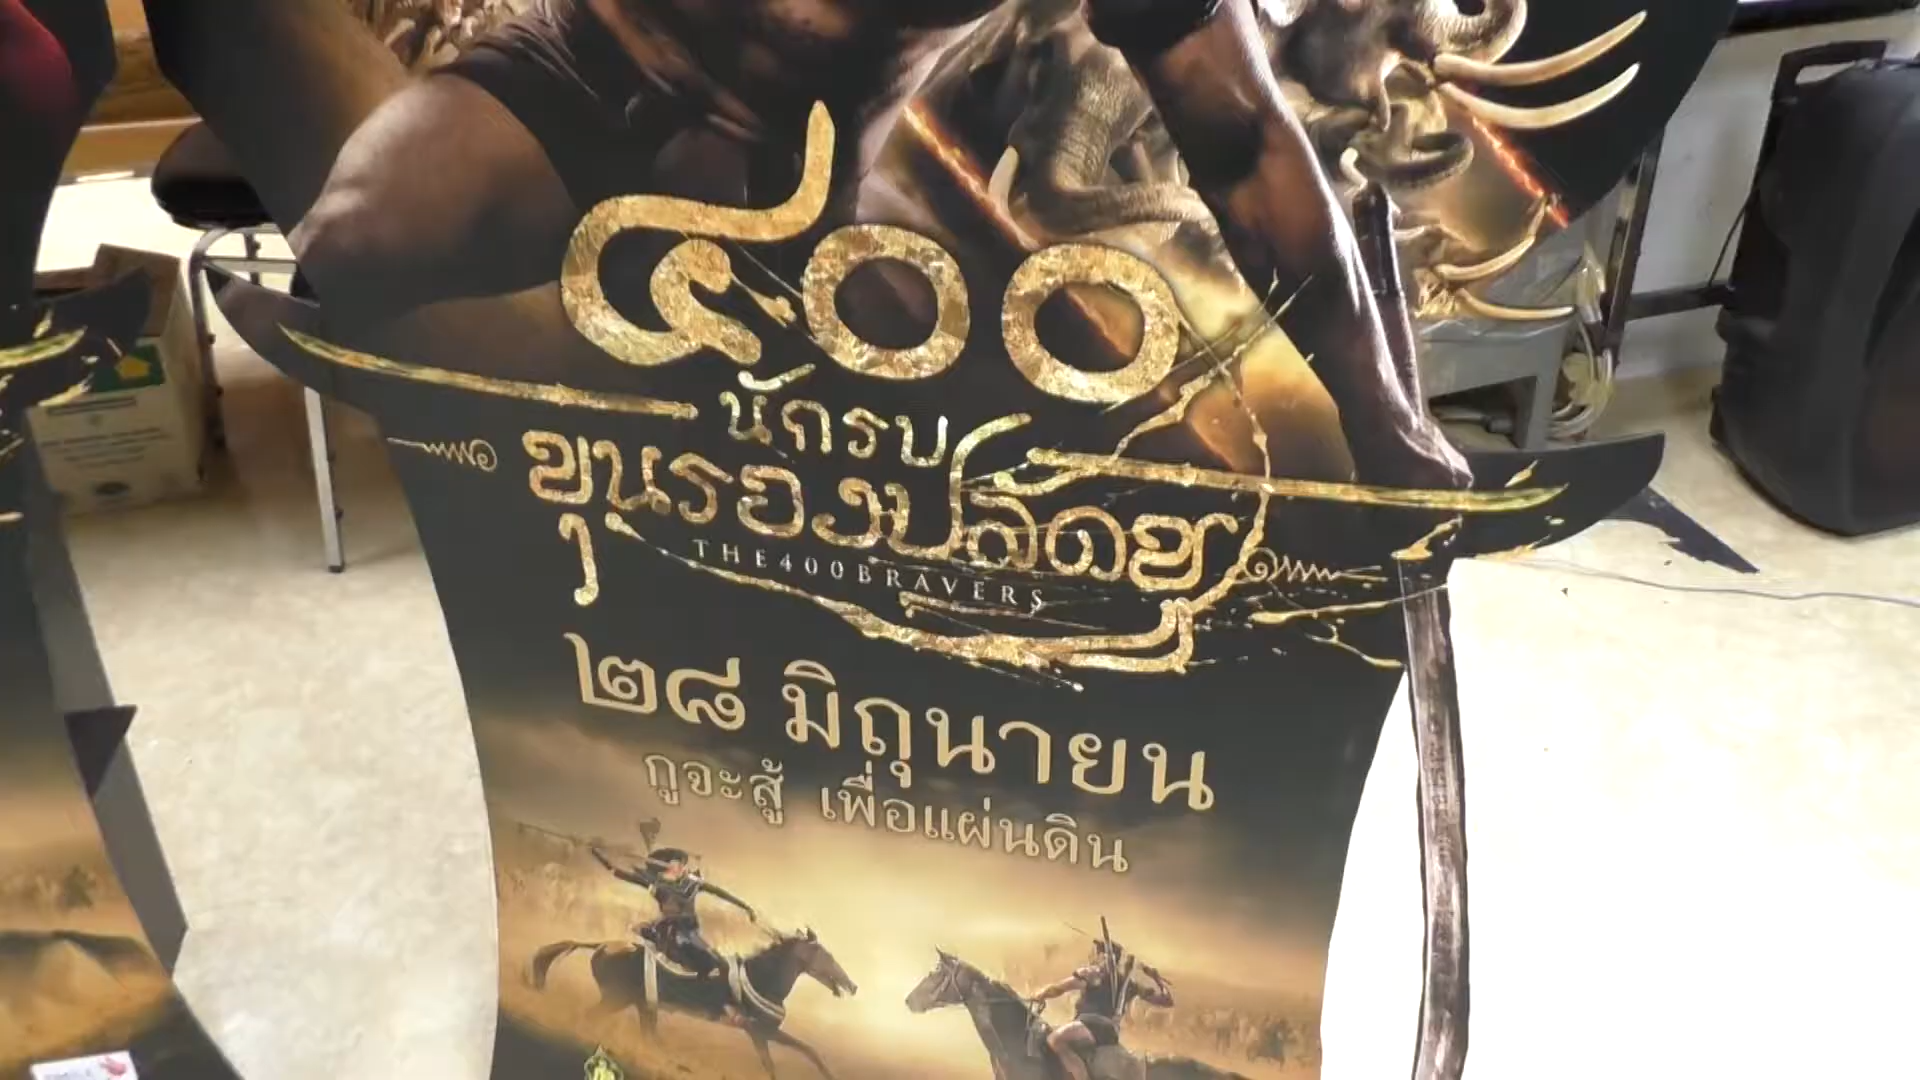 ๔๐๐
นักรบ
ขุนรองปลัดชู
THE400BRAVERS
๒๘ มิถุนายน
กูจะสู้ เพื่อแผ่นดิน